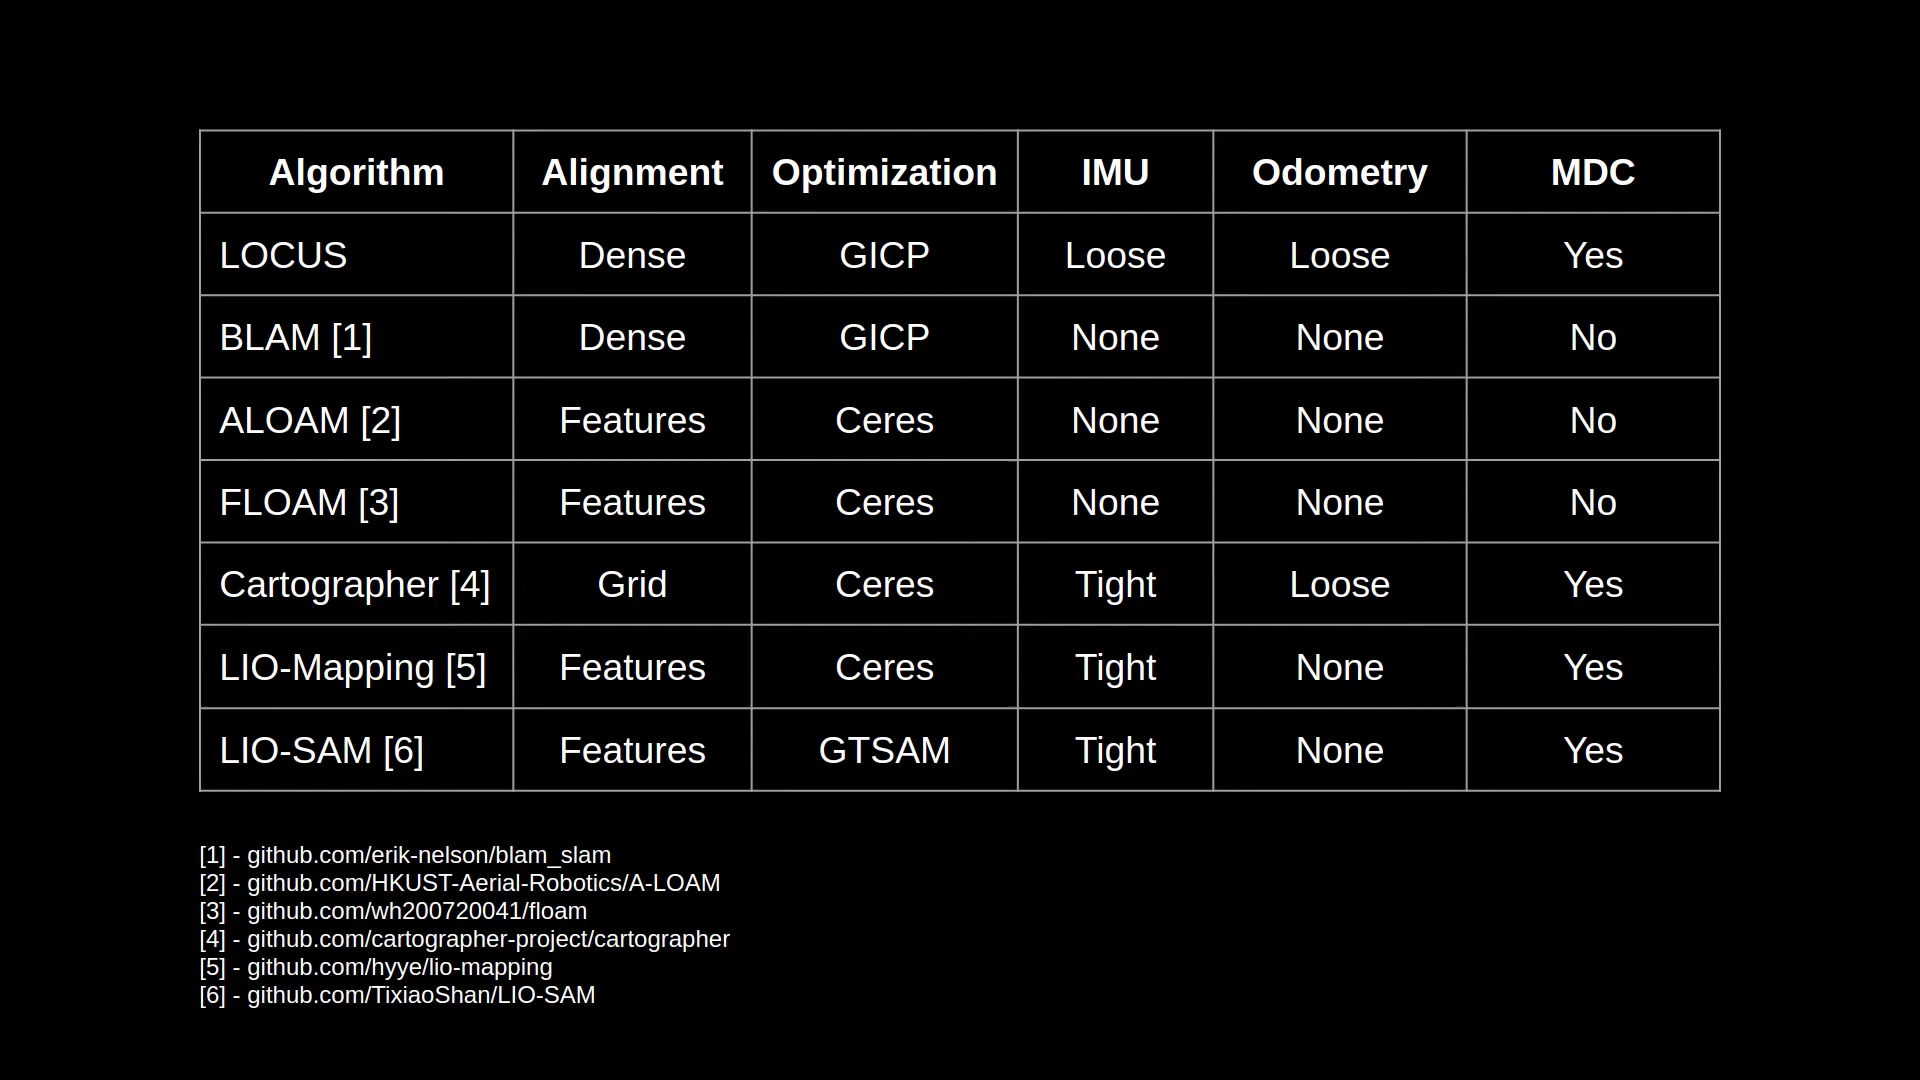 Algorithm Alignment Optimization IMU Odometry MDC
LOCUS Dense GICP Loose Loose Yes
BLAM [1] Dense GICP None None No
ALOAM [2] Features Ceres None None No
FLOAM [3] Features Ceres None None No
Cartographer [4] Grid Ceres Tight Loose Yes
LIO-Mapping [5] Features Ceres Tight None Yes
LIO-SAM [6] Features GTSAM Tight None Yes
[1] - github.com/erik-nelson/blam_slam
[2] - github.com/HKUST-Aerial-Robotics/A-LOAM
[3] - github.com/wh200720041/floam
[4] - github.com/cartographer-project/cartographer
[5] - github.com/hyye/lio-mapping
[6] - github.com/TixiaoShan/LIO-SAM